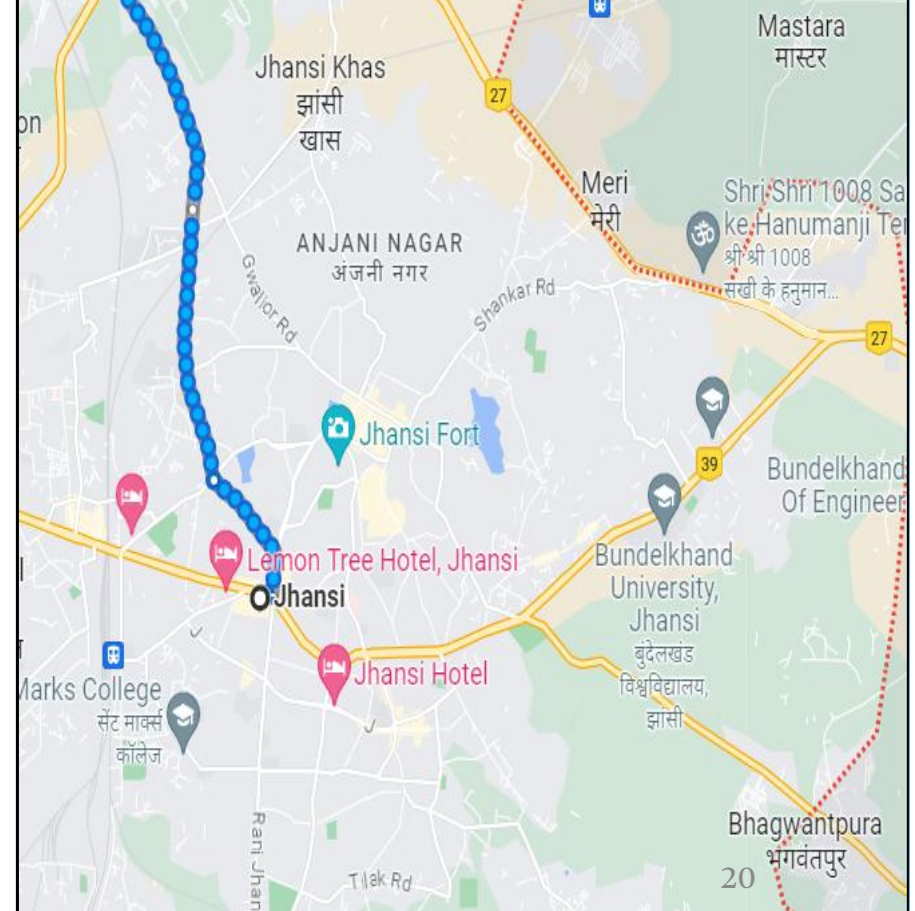 Mastara
मास्टर
Jhansi Khas
झांसी
खास
27
on
Meri
मेरी
Shri Shri 1008 Sa
ke Hanumanji Te
श्री श्री 1008
सखी के हनुमान...
ANJANI NAGAR
अंजनी नगर
Gwalior Rd
Shankar Rd
27
Jhansi Fort
39
Bundelkhand
Of Engineer
Lemon Tree Hotel, Jhansi
Jhansi
Bundelkhand
University,
Jhansi
बुंदेलखंड
विश्वविद्यालय,
झांसी
Jhansi Hotel
Marks College
सेंट मार्क्स
कॉलेज
Rani Jhan
Tilak Rd
Bhagwantpura
भगवंतपुर
20